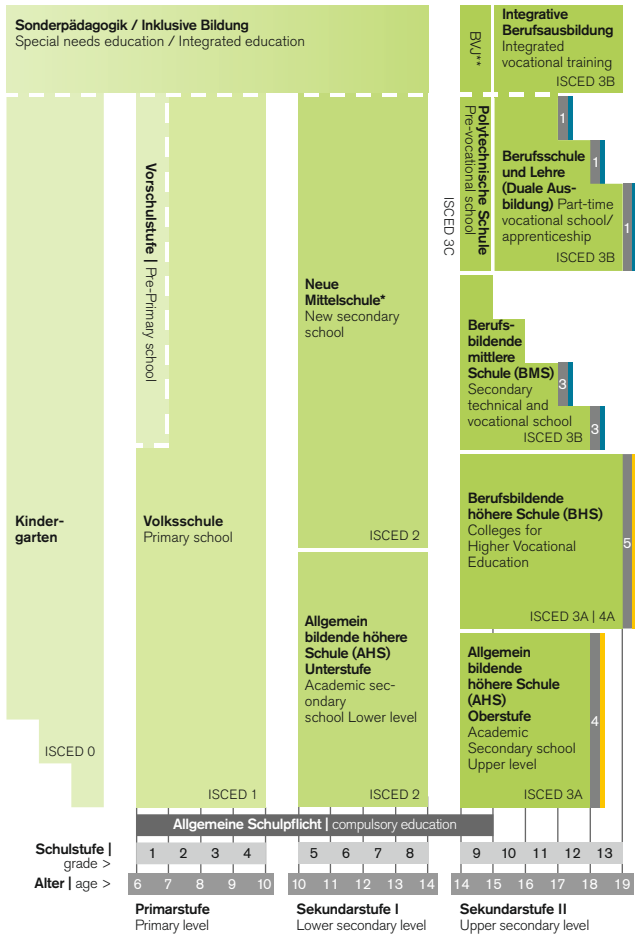 Sonderpädagogik / Inklusive Bildung
Special needs education / Integrated education
BVJ**
Integrative
Berufsausbildung
Integrated
vocational training
ISCED 3B
Vorschulstufe | Pre-Primary school
Polytechnische Schule
Pre-vocational school
ISCED 3C
1
Berufsschule
und Lehre
(Duale Aus-
bildung) Part-time
vocational school/
apprenticeship
ISCED 3B
1
1
Neue
Mittelschule*
New secondary
school
ISCED 2
Berufs-
bildende
mittlere
Schule (BMS)
Secondary
technical and
vocational school
ISCED 3B
3
3
Kinder-
garten
ISCED 0
Volksschule
Primary school
ISCED 1
Berufsbildende
höhere Schule (BHS)
Colleges for
Higher Vocational
Education
ISCED 3A | 4A
5
Allgemein
bildende höhere
Schule (AHS)
Unterstufe
Academic sec-
ondary
school Lower level
ISCED 2
Allgemein
bildende
höhere Schule
(AHS)
Oberstufe
Academic
Secondary school
Upper level
ISCED 3A
4
Allgemeine Schulpflicht | compulsory education
Schulstufe |
grade >
1 2 3 4 5 6 7 8 9 10 11 12 13
Alter | age > 6 7 8 9 10 10 11 12 13 14 14 15 16 17 18 19
Primarstufe
Primary level
Sekundarstufe I
Lower secondary level
Sekundarstufe II
Upper secondary level